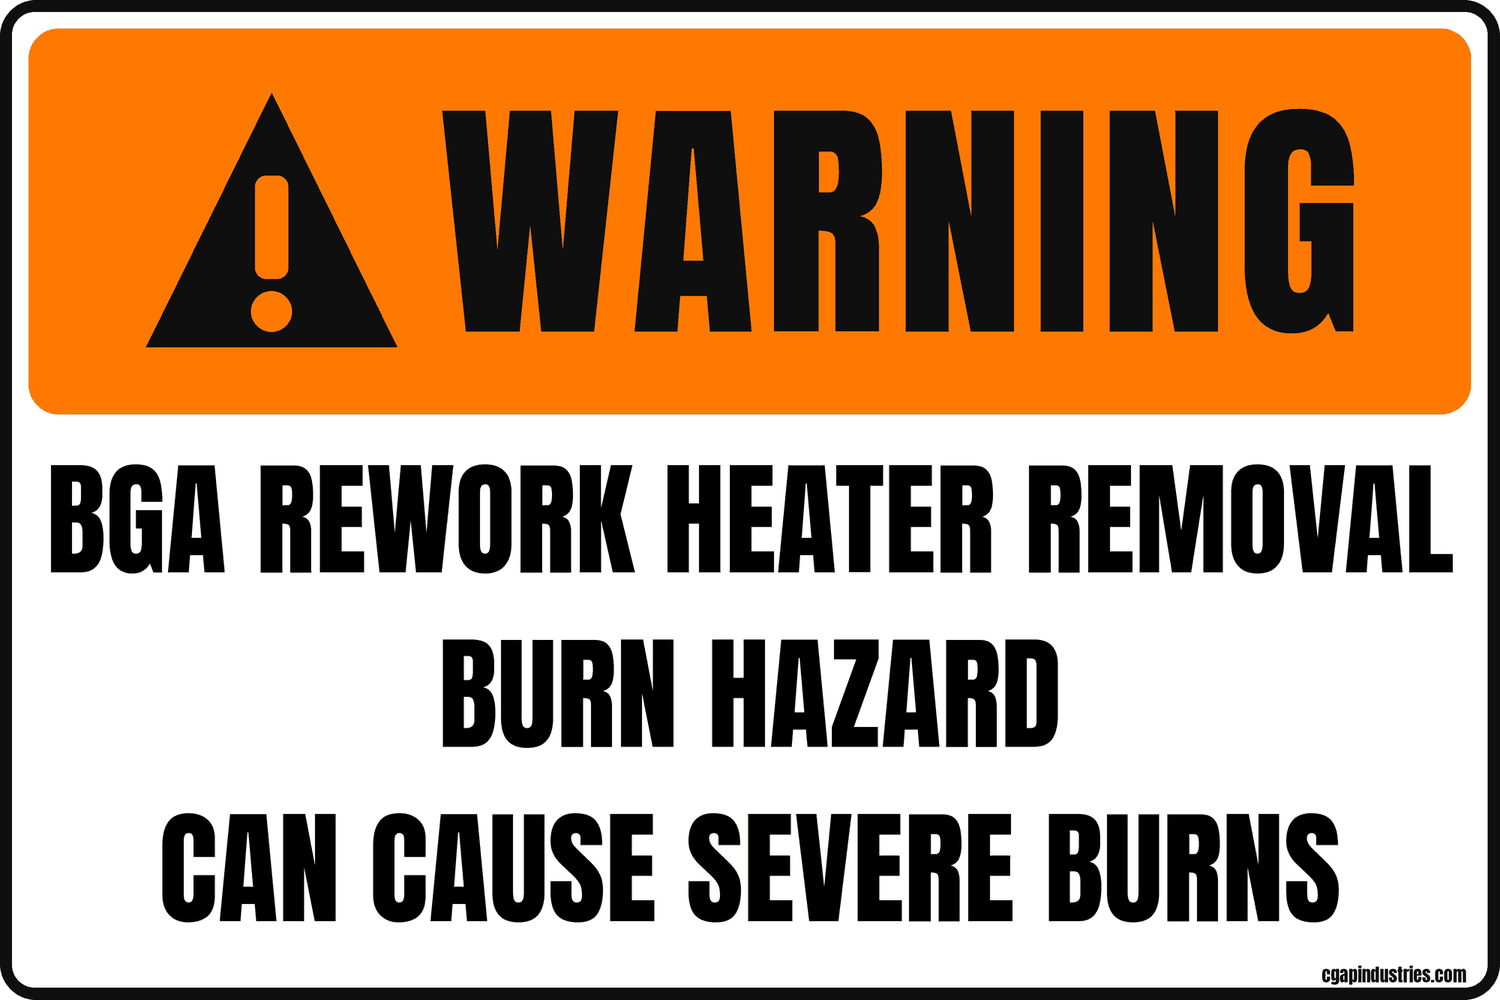 WARNING
BGA REWORK HEATER REMOVAL
BURN HAZARD
CAN CAUSE SEVERE BURNS
cgapindustries.com